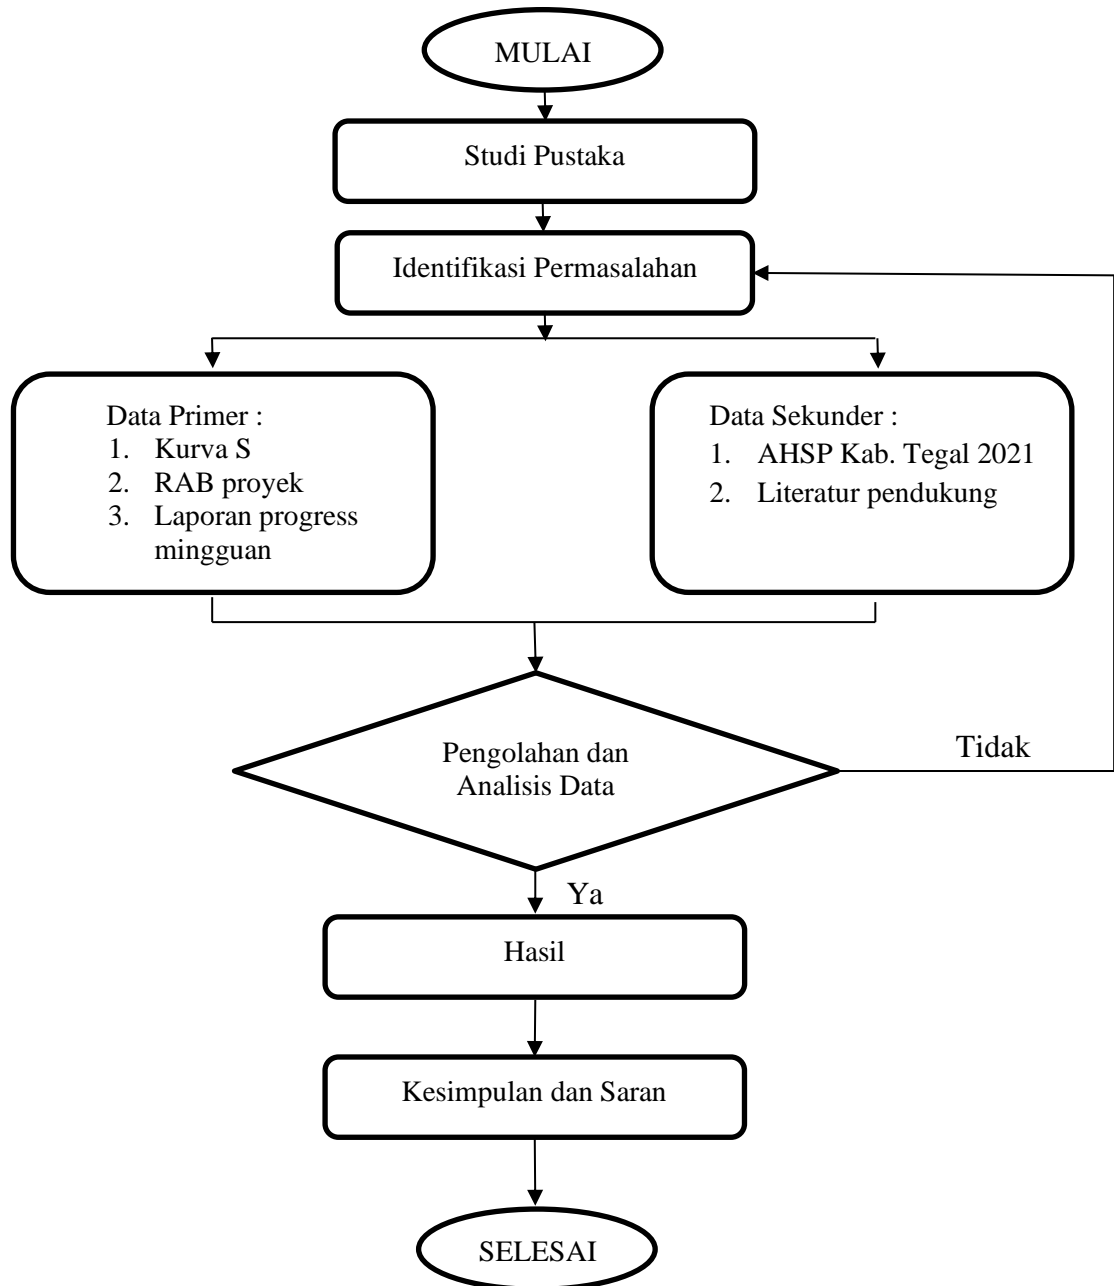 MULAI
Studi Pustaka
Identifikasi Permasalahan
Data Primer :
1. Kurva S
2. RAB proyek
3. Laporan progress
mingguan
Data Sekunder :
1. AHSP Kab. Tegal 2021
2. Literatur pendukung
Pengolahan dan
Analisis Data
Tidak
Ya
Hasil
Kesimpulan dan Saran
SELESAI